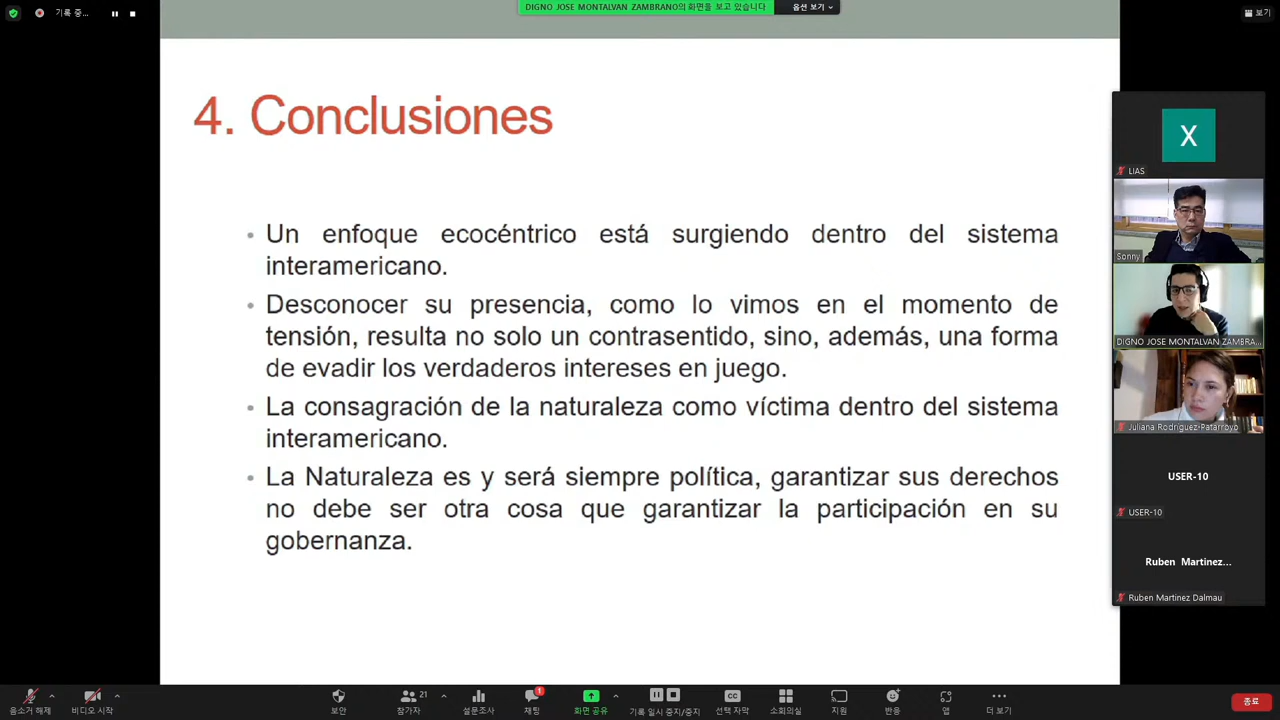 기록 중...
DIGNO JOSE MONTALVAN ZAMBRANO의 화면을 보고 있습니다
옵션 보기
보기
4. Conclusiones
• Un enfoque ecocéntrico está surgiendo dentro del sistema
interamericano.
• Desconocer su presencia, como lo vimos en el momento de
tensión, resulta no solo un contrasentido, sino, además, una forma
de evadir los verdaderos intereses en juego.
• La consagración de la naturaleza como víctima dentro del sistema
interamericano.
• La Naturaleza es y será siempre política, garantizar sus derechos
no debe ser otra cosa que garantizar la participación en su
gobernanza.
X
LIAS
Sonny
DIGNO JOSE MONTALVAN ZAMBRA...
Juliana Rodriguez-Patarroyo
USER-10
USER-10
Ruben Martinez...
Ruben Martinez Dalmau
음소거 해제
비디오 시작
보안
21
참가자
설문조사
1
채팅
화면 공유
기록 일시 중지/중지
CC
선택 자막
소회의실
지원
반응
앱
더 보기
종료